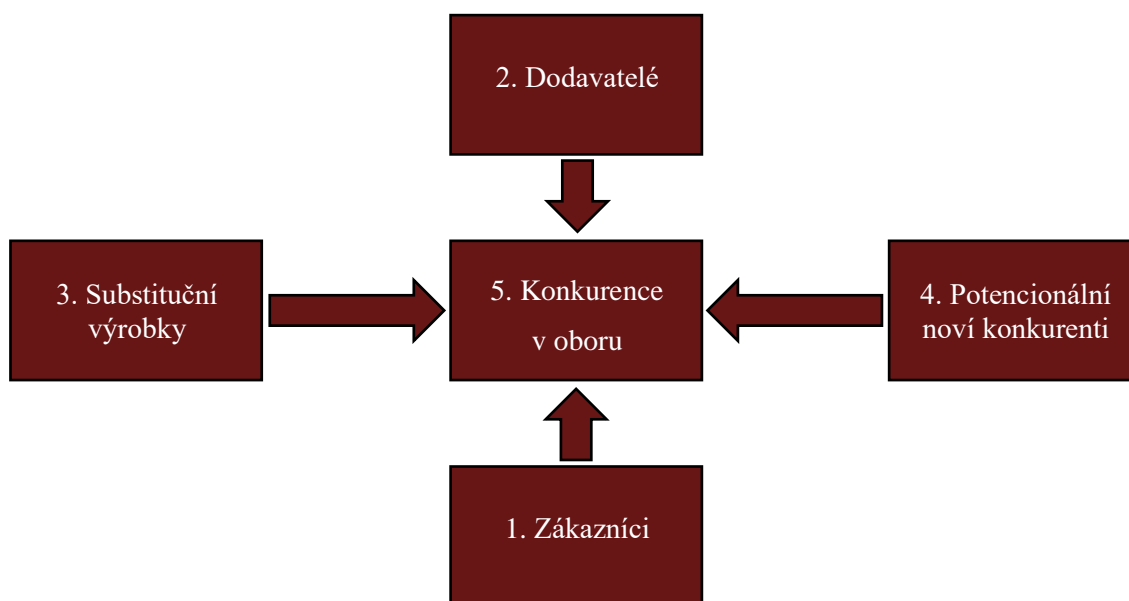 2. Dodavatelé
3. Substituční
výrobky
5. Konkurence
v oboru
4. Potencionální
noví konkurenti
1. Zákazníci